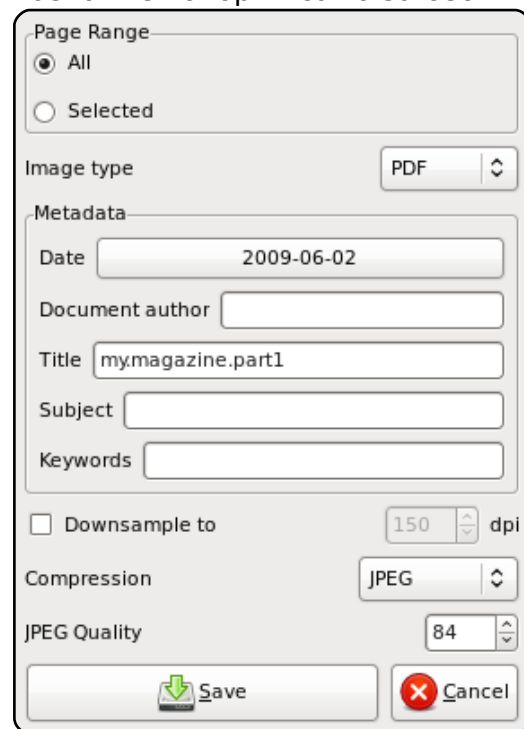 Page Range
All
Selected
Image type PDF
Metadata
Date 2009-06-02
Document author
Title my.magazine.part1
Subject
Keywords
Downsample to 150 dpi
Compression JPEG
JPEG Quality 84
Save Cancel